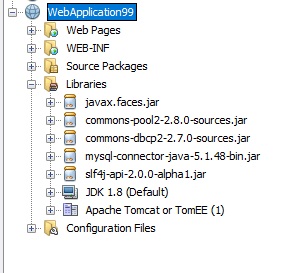 WebApplication99
Web Pages
WEB-INF
Source Packages
Libraries
javax.faces.jar
commons-pool2-2.8.0-sources.jar
commons-dbcp2-2.7.0-sources.jar
mysql-connector-java-5.1.48-bin.jar
slf4j-api-2.0.0-alpha1.jar
JDK 1.8 (Default)
Apache Tomcat or TomEE (1)
Configuration Files